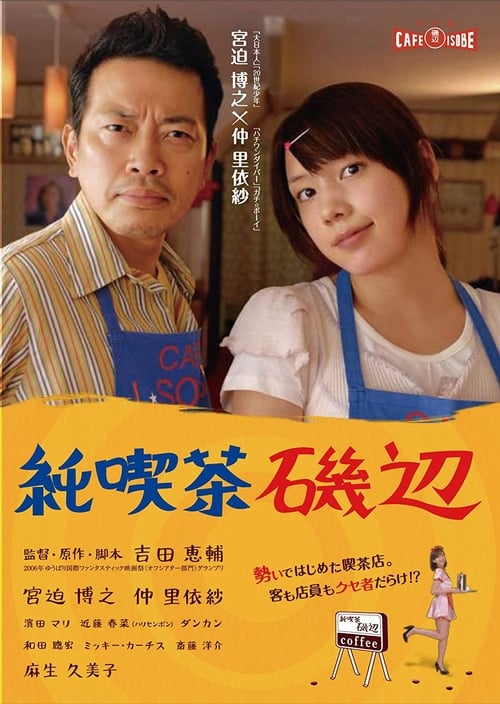 CAFE 磯辺 ISOBE
「大日本人」「20世紀少年」
宮迫 博之×仲 里依紗
「ハチワンダイバー」「ガチ☆ボーイ」
CA
I SO
純喫茶 磯辺
監督・原作・脚本 吉田 恵輔
2006年ゆうばり国際ファンタスティック映画祭〈オフシアター部門〉グランプリ
宮迫 博之 仲 里依紗
濱田 マリ 近藤 春菜(ハリセンボン) ダンカン
和田 聰宏 ミッキー・カーチス 斎藤 洋介
麻生 久美子
勢いではじめた喫茶店。
客も店員もクセ者だらけ!?
純喫茶
磯辺
coffee